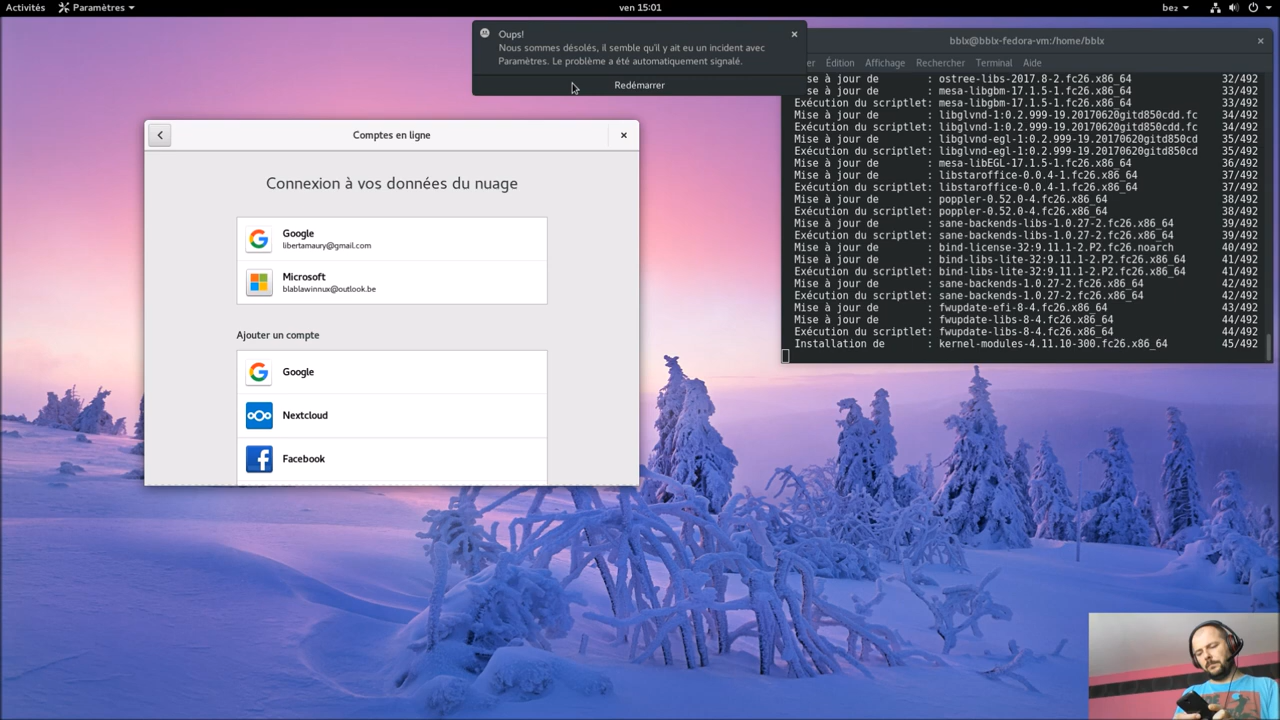 Activités
Paramètres
ven 15:01
bez
Oups!
Nous sommes désolés, il semble qu'il y ait eu un incident avec
Paramètres. Le problème a été automatiquement signalé.
Redémarrer
Comptes en ligne
Connexion à vos données du nuage
Google
libertamaury@gmail.com
Microsoft
blablawinnux@outlook.be
Ajouter un compte
Google
Nextcloud
Facebook
bblx@bblx-fedora-vm:/home/bblx
Édition Affichage Rechercher Terminal Aide
Mise à jour de : ostree-libs-2017.8-2.fc26.x86_64 32/492
Mise à jour de : mesa-libgbm-17.1.5-1.fc26.x86_64 33/492
Exécution du scriptlet: mesa-libgbm-17.1.5-1.fc26.x86_64 33/492
Mise à jour de : libglvnd-1:0.2.999-19.20170620gitd850cdd.fc 34/492
Exécution du scriptlet: libglvnd-1:0.2.999-19.20170620gitd850cdd.fc 34/492
Mise à jour de : libglvnd-egl-1:0.2.999-19.20170620gitd850cd 35/492
Exécution du scriptlet: libglvnd-egl-1:0.2.999-19.20170620gitd850cd 35/492
Mise à jour de : mesa-libEGL-17.1.5-1.fc26.x86_64 36/492
Mise à jour de : libstaroffice-0.0.4-1.fc26.x86_64 37/492
Exécution du scriptlet: libstaroffice-0.0.4-1.fc26.x86_64 37/492
Mise à jour de : poppler-0.52.0-4.fc26.x86_64 38/492
Exécution du scriptlet: poppler-0.52.0-4.fc26.x86_64 38/492
Mise à jour de : sane-backends-libs-1.0.27-2.fc26.x86_64 39/492
Exécution du scriptlet: sane-backends-libs-1.0.27-2.fc26.x86_64 39/492
Mise à jour de : bind-license-32:9.11.1-2.P2.fc26.noarch 40/492
Mise à jour de : bind-libs-lite-32:9.11.1-2.P2.fc26.x86_64 41/492
Exécution du scriptlet: bind-libs-lite-32:9.11.1-2.P2.fc26.x86_64 41/492
Mise à jour de : sane-backends-1.0.27-2.fc26.x86_64 42/492
Exécution du scriptlet: sane-backends-1.0.27-2.fc26.x86_64 42/492
Mise à jour de : fwupdate-efi-8-4.fc26.x86_64 43/492
Mise à jour de : fwupdate-libs-8-4.fc26.x86_64 44/492
Exécution du scriptlet: fwupdate-libs-8-4.fc26.x86_64 44/492
Installation de : kernel-modules-4.11.10-300.fc26.x86_64 45/492